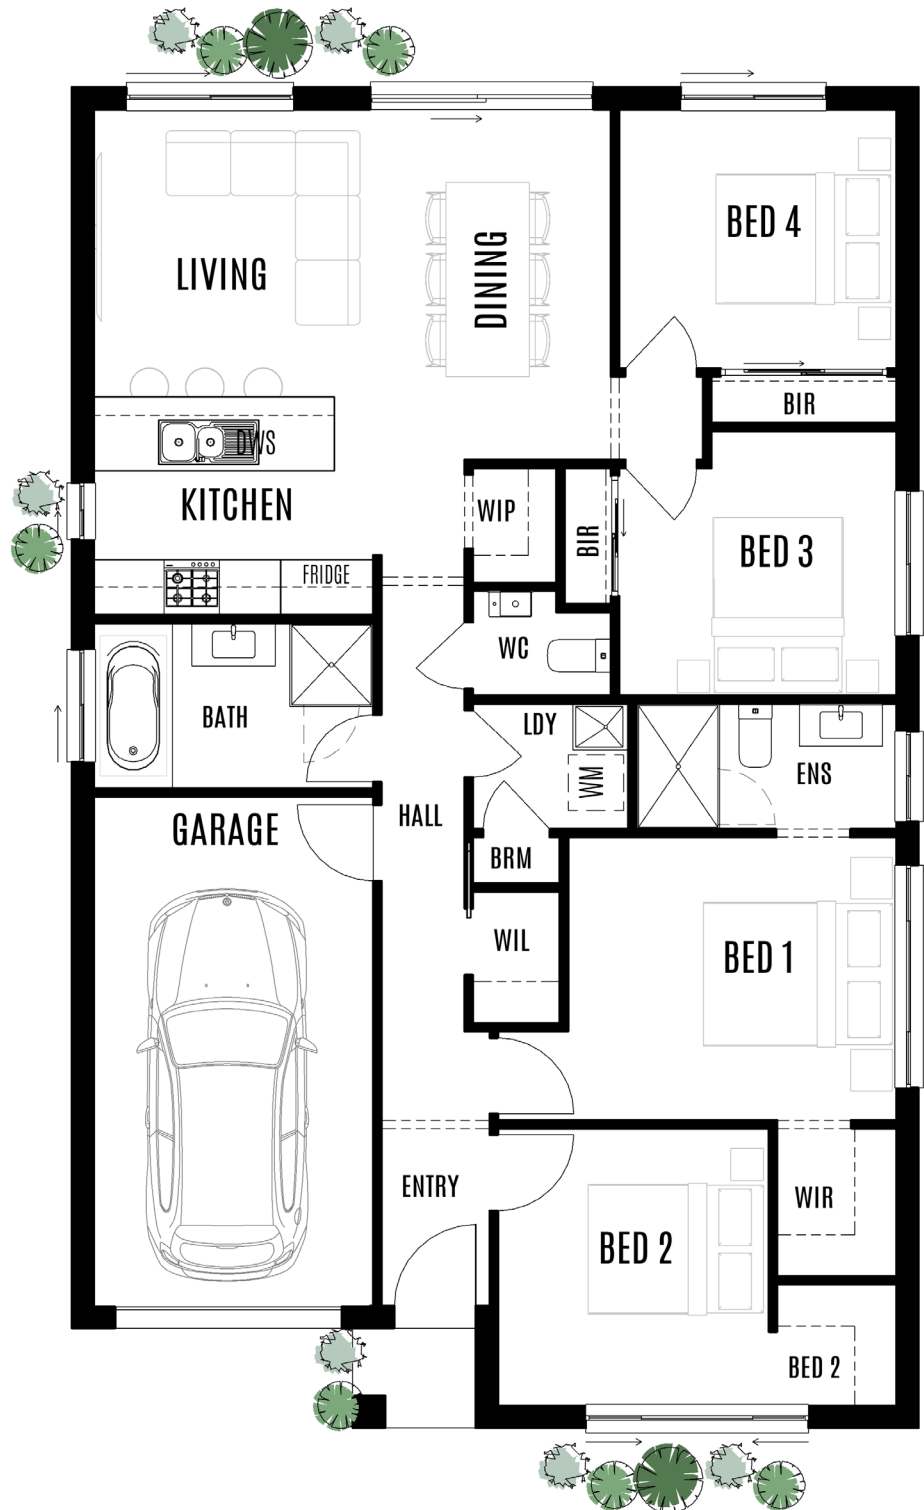 BED 4
LIVING
DINING
BIR
DWS
KITCHEN
WIP
BIR
BED 3
FRIDGE
WC
BATH
LDY
WM
ENS
HALL
GARAGE
BRM
WIL
BED 1
ENTRY
WIR
BED 2
BED 2